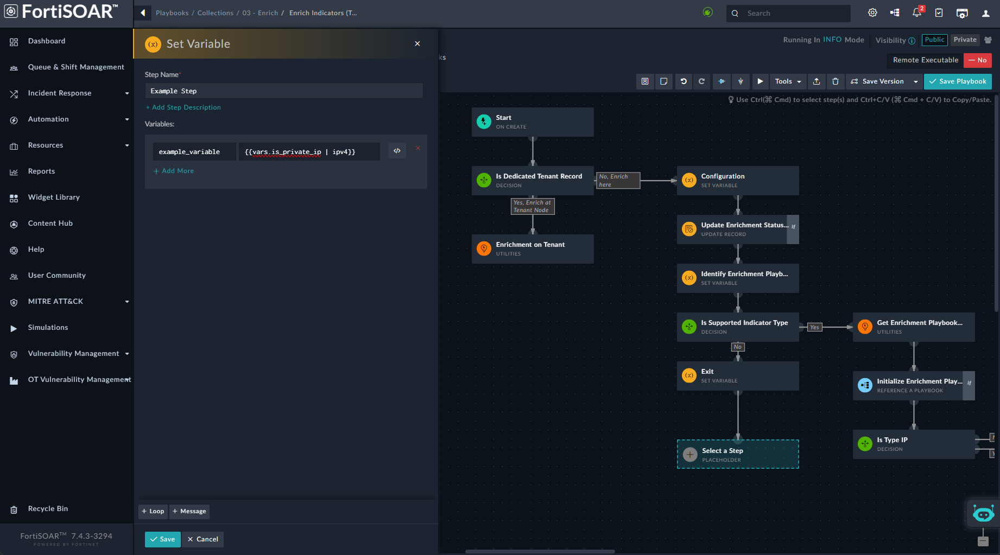 FortiSOAR™
Playbooks / Collections / 03 - Enrich / Enrich Indicators (T...
Search
2
Dashboard
Queue & Shift Management
Incident Response
Automation
Resources
Reports
Widget Library
Content Hub
Help
User Community
MITRE ATT&CK
Simulations
Vulnerability Management
OT Vulnerability Management
Recycle Bin
FortiSOAR™ 7.4.3-3294
POWERED BY FORTINET
(x) Set Variable
Step Name*
Example Step
+ Add Step Description
Variables:
example_variable
{{vars.is_private_ip | ipv4}}
</>
+ Add More
+ Loop
+ Message
Save
Cancel
ks
Running In INFO Mode
Visibility
Public
Private
Remote Executable
No
Tools
Save Version
Save Playbook
Use Ctrl(⌘ Cmd) to select step(s) and Ctrl+C/V (⌘ Cmd + C/V) to Copy/Paste.
Start
ON CREATE
Is Dedicated Tenant Record
DECISION
No, Enrich
here
(x) Configuration
SET VARIABLE
Yes, Enrich at
Tenant Node
Update Enrichment Status...
UPDATE RECORD
If
Enrichment on Tenant
UTILITIES
(x) Identify Enrichment Playb...
SET VARIABLE
Is Supported Indicator Type
DECISION
Yes
Get Enrichment Playbook...
UTILITIES
No
(x) Exit
SET VARIABLE
Initialize Enrichment Play...
REFERENCE A PLAYBOOK
If
Select a Step
PLACEHOLDER
Is Type IP
DECISION